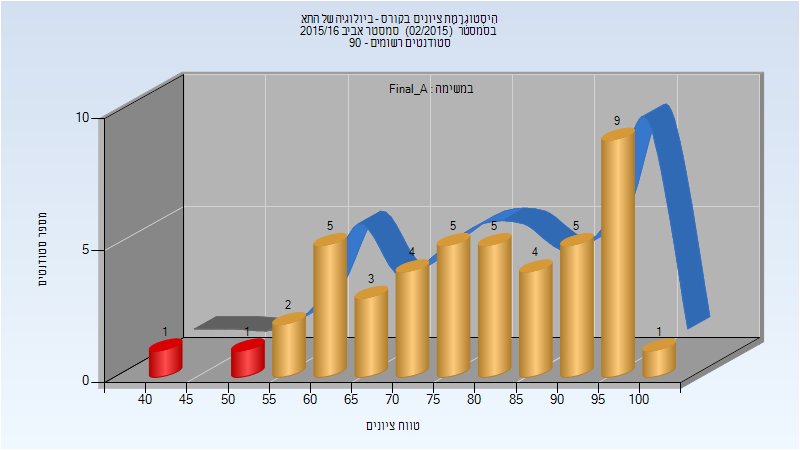 היסטוגרמת ציונים בקורס - ביולוגיה של התא
בסמסטר (02/2015) סמסטר אביב 2015/16
סטודנטים רשומים - 90
במשימה : Final_A
מספר סטודנטים
10
5
0
1
1
2
5
3
4
5
5
4
5
9
1
40 45 50 55 60 65 70 75 80 85 90 95 100
טווח ציונים